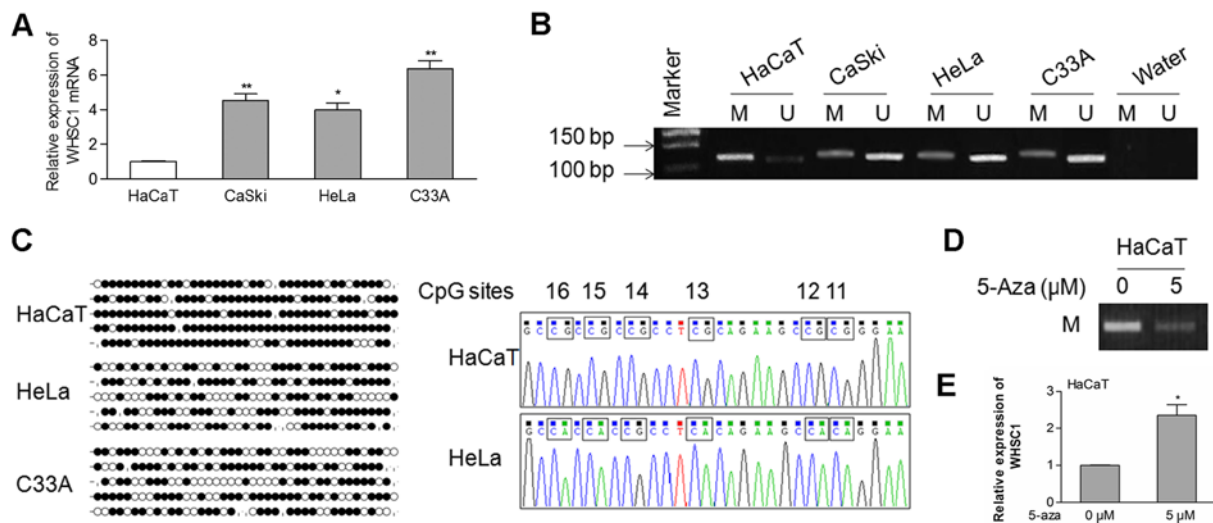 A
Relative expression of
WHSC1 mRNA
8
6
4
2
0
**
*
**
HaCaT CaSki HeLa C33A
B
Marker HaCaT CaSki HeLa C33A Water
M U M U M U M U M U
150 bp
100 bp
C
HaCaT
HeLa
C33A
CpG sites 16 15 14 13 12 11
HaCaT
G C C G C C G C C G C C T C G C A G A A G C C G C G G A A
HeLa
G C C A C C A C C G C C T C A C A G A A G C C A C A G G A A
D
HaCaT
5-Aza (µM) 0 5
M
E
HaCaT
Relative expression of
WHSC1
3
2
1
0
*
5-aza 0 µM 5 µM